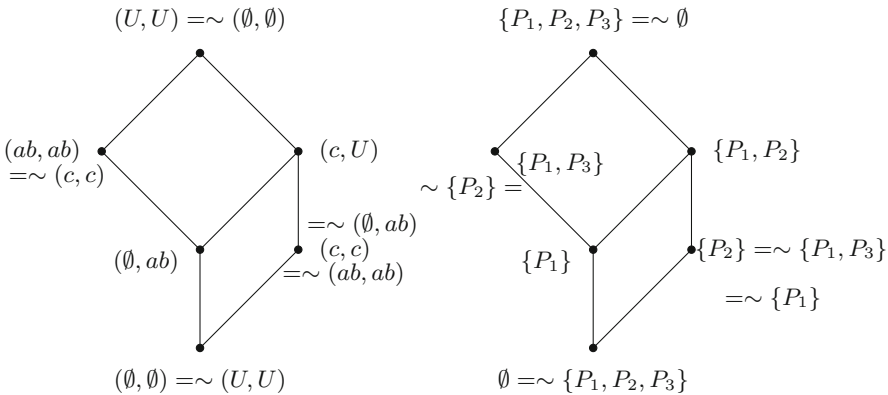 (U, U) =∼ (∅, ∅)
(ab, ab)
=∼ (c, c)
(c, U)
=∼ (∅, ab)
(∅, ab)
(c, c)
=∼ (ab, ab)
(∅, ∅) =∼ (U, U)
{P₁, P₂, P₃} =∼ ∅
{P₁, P₃}
∼ {P₂} =
{P₁, P₂}
{P₁}
{P₂} =∼ {P₁, P₃}
=∼ {P₁}
∅ =∼ {P₁, P₂, P₃}